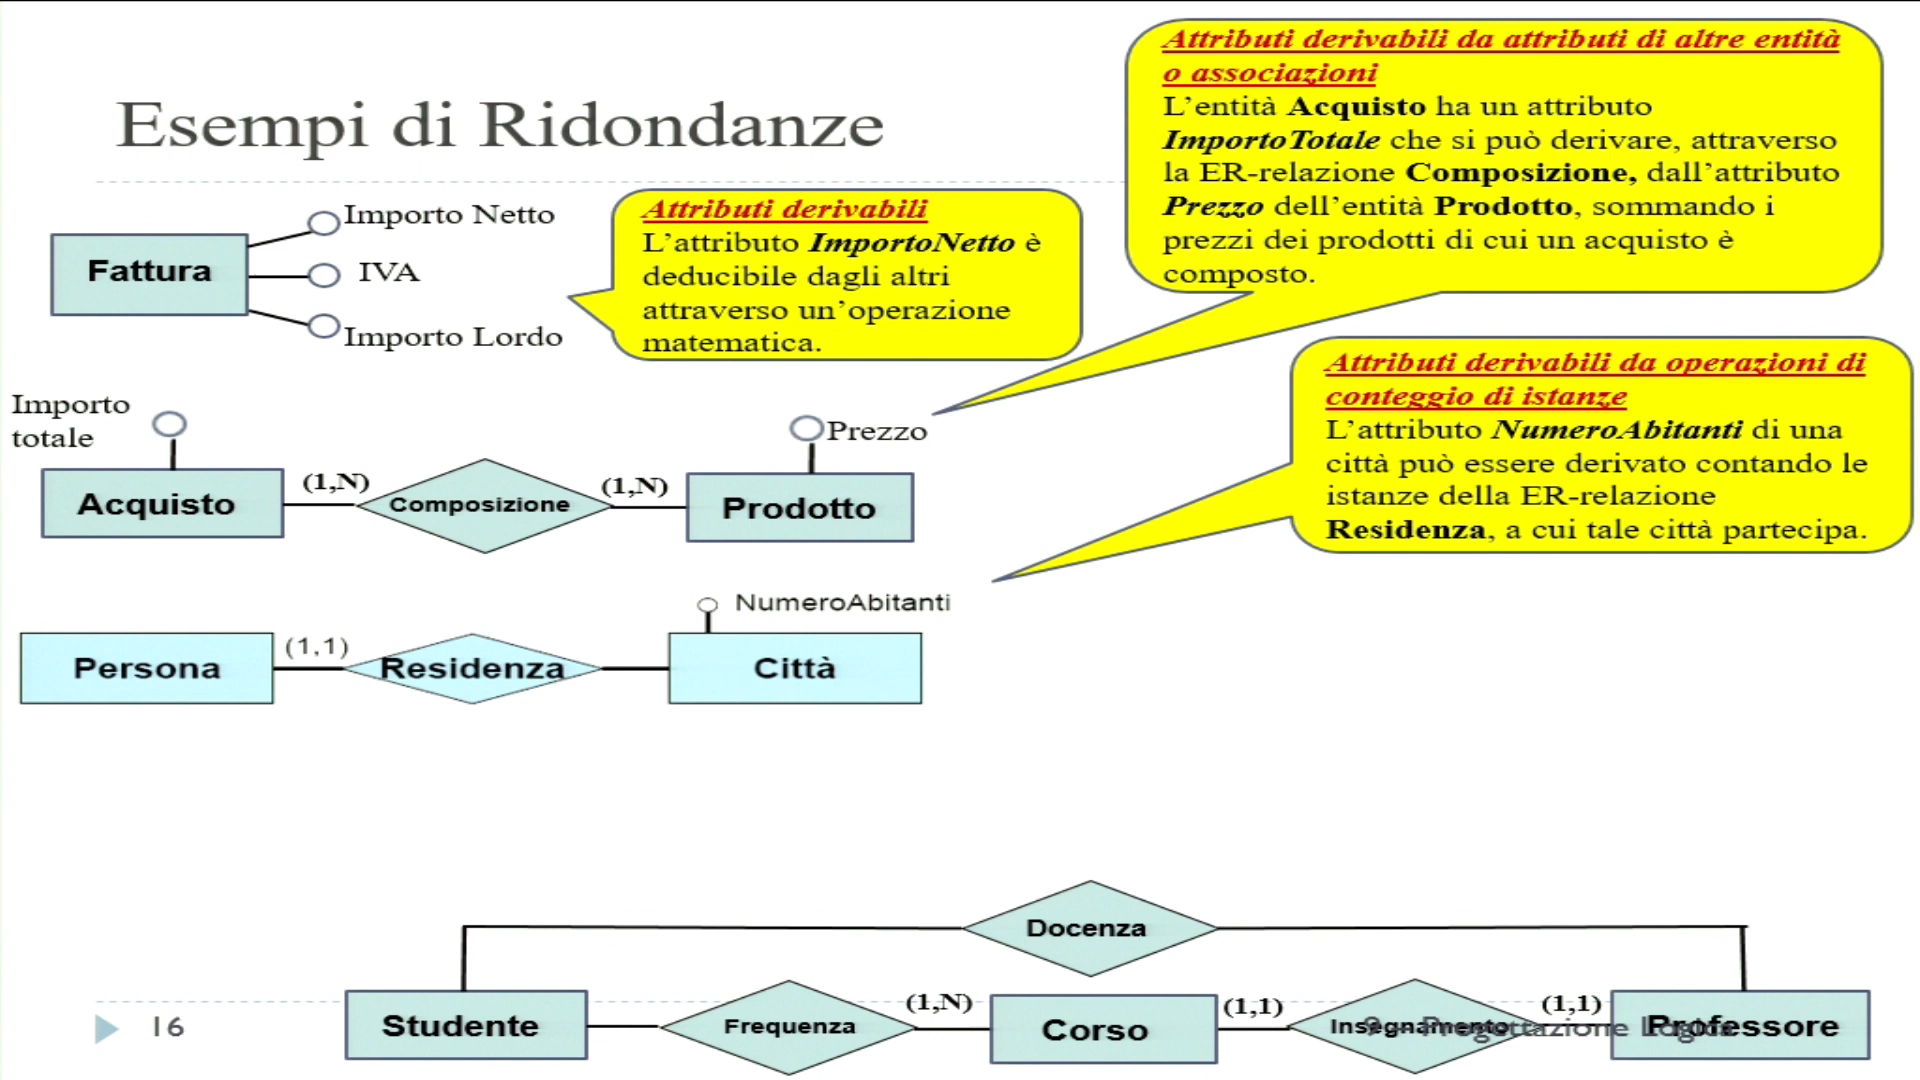 Esempi di Ridondanze
Attributi derivabili da attributi di altre entità
o associazioni
L'entità Acquisto ha un attributo
ImportoTotale che si può derivare, attraverso
la ER-relazione Composizione, dall'attributo
Prezzo dell'entità Prodotto, sommando i
prezzi dei prodotti di cui un acquisto è
composto.
Importo Netto
Fattura
IVA
Importo Lordo
Attributi derivabili
L'attributo ImportoNetto è
deducibile dagli altri
attraverso un'operazione
matematica.
Attributi derivabili da operazioni di
conteggio di istanze
L'attributo NumeroAbitanti di una
città può essere derivato contando le
istanze della ER-relazione
Residenza, a cui tale città partecipa.
Importo
totale
Prezzo
Acquisto
(1,N)
Composizione
(1,N)
Prodotto
NumeroAbitanti
Persona
(1,1)
Residenza
Città
Docenza
Studente
Frequenza
(1,N)
Corso
(1,1)
Insegnamento
(1,1)
Professore
16
9 - Progettazione Logica